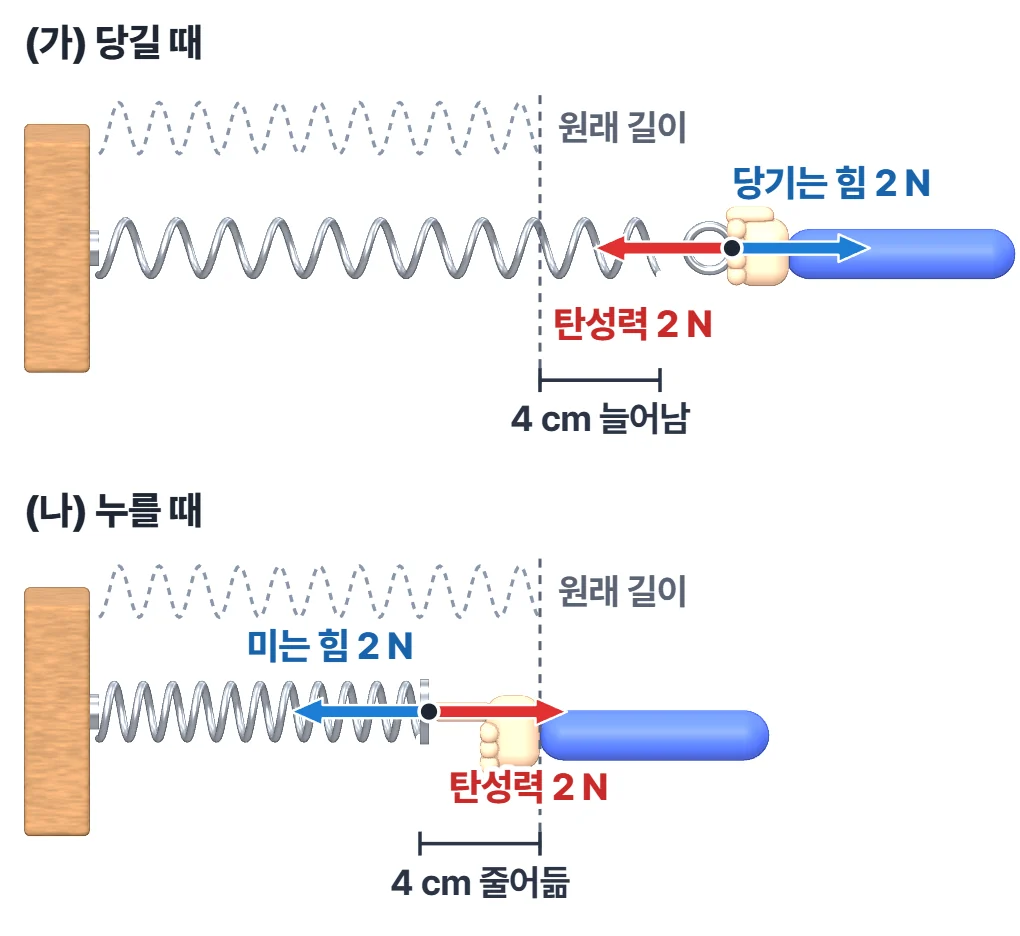 (가) 당길 때
원래 길이
당기는 힘 2 N
탄성력 2 N
4 cm 늘어남
(나) 누를 때
원래 길이
미는 힘 2 N
탄성력 2 N
4 cm 줄어듦